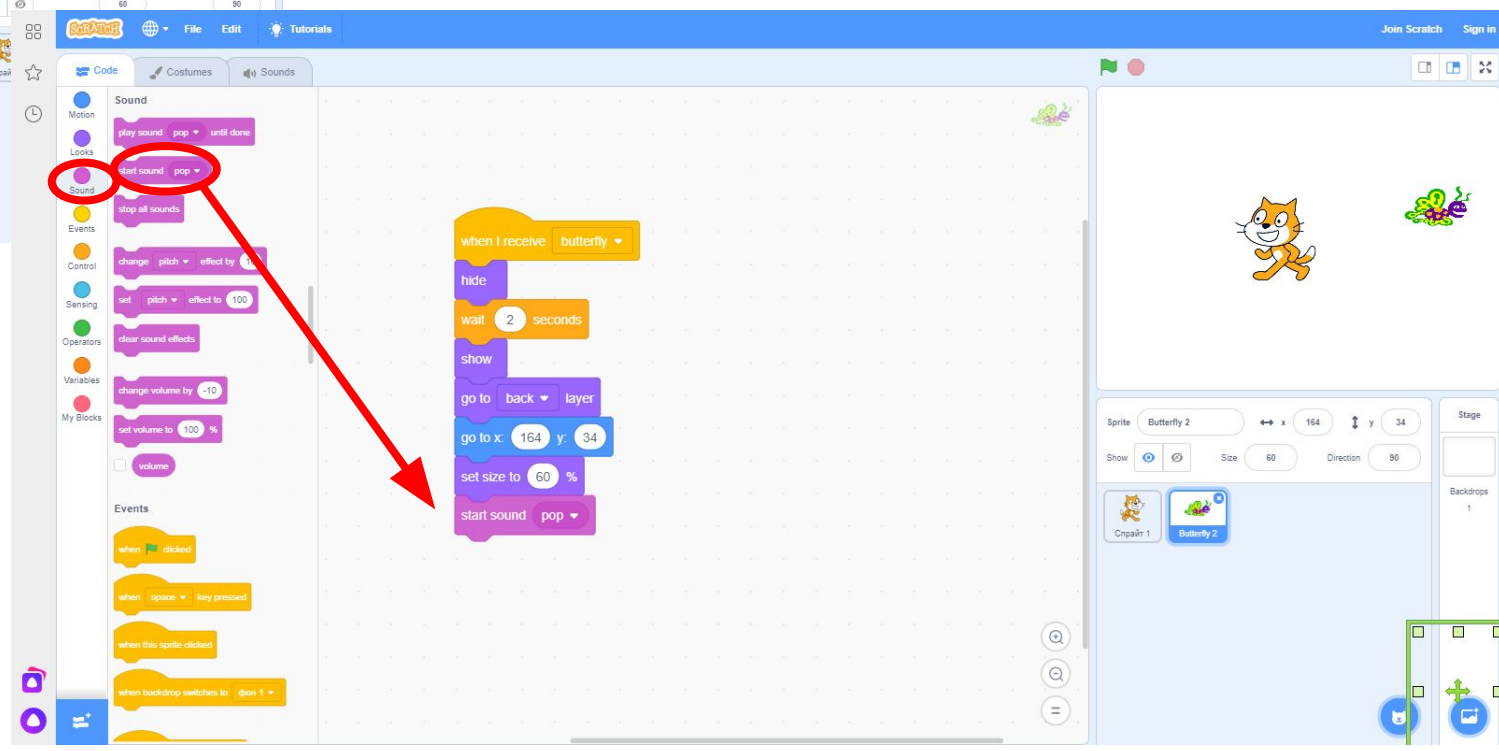 60 90
SCRATCH File Edit Tutorials Join Scratch Sign in
Code Costumes Sounds
Motion
Looks
Sound
Events
Control
Sensing
Operators
Variables
My Blocks
Sound
play sound pop until done
start sound pop
stop all sounds
change pitch effect by
set pitch effect to 100
clear sound effects
change volume by -10
set volume to 100 %
volume
Events
when clicked
when space key pressed
when this sprite clicked
when backdrop switches to фон 1
when I receive butterfly
hide
wait 2 seconds
show
go to back layer
go to x: 164 y: 34
set size to 60 %
start sound pop
Sprite Butterfly 2 x 164 y 34
Show Size 60 Direction 90
Спрайт 1 Butterfly 2
Stage
Backdrops
1